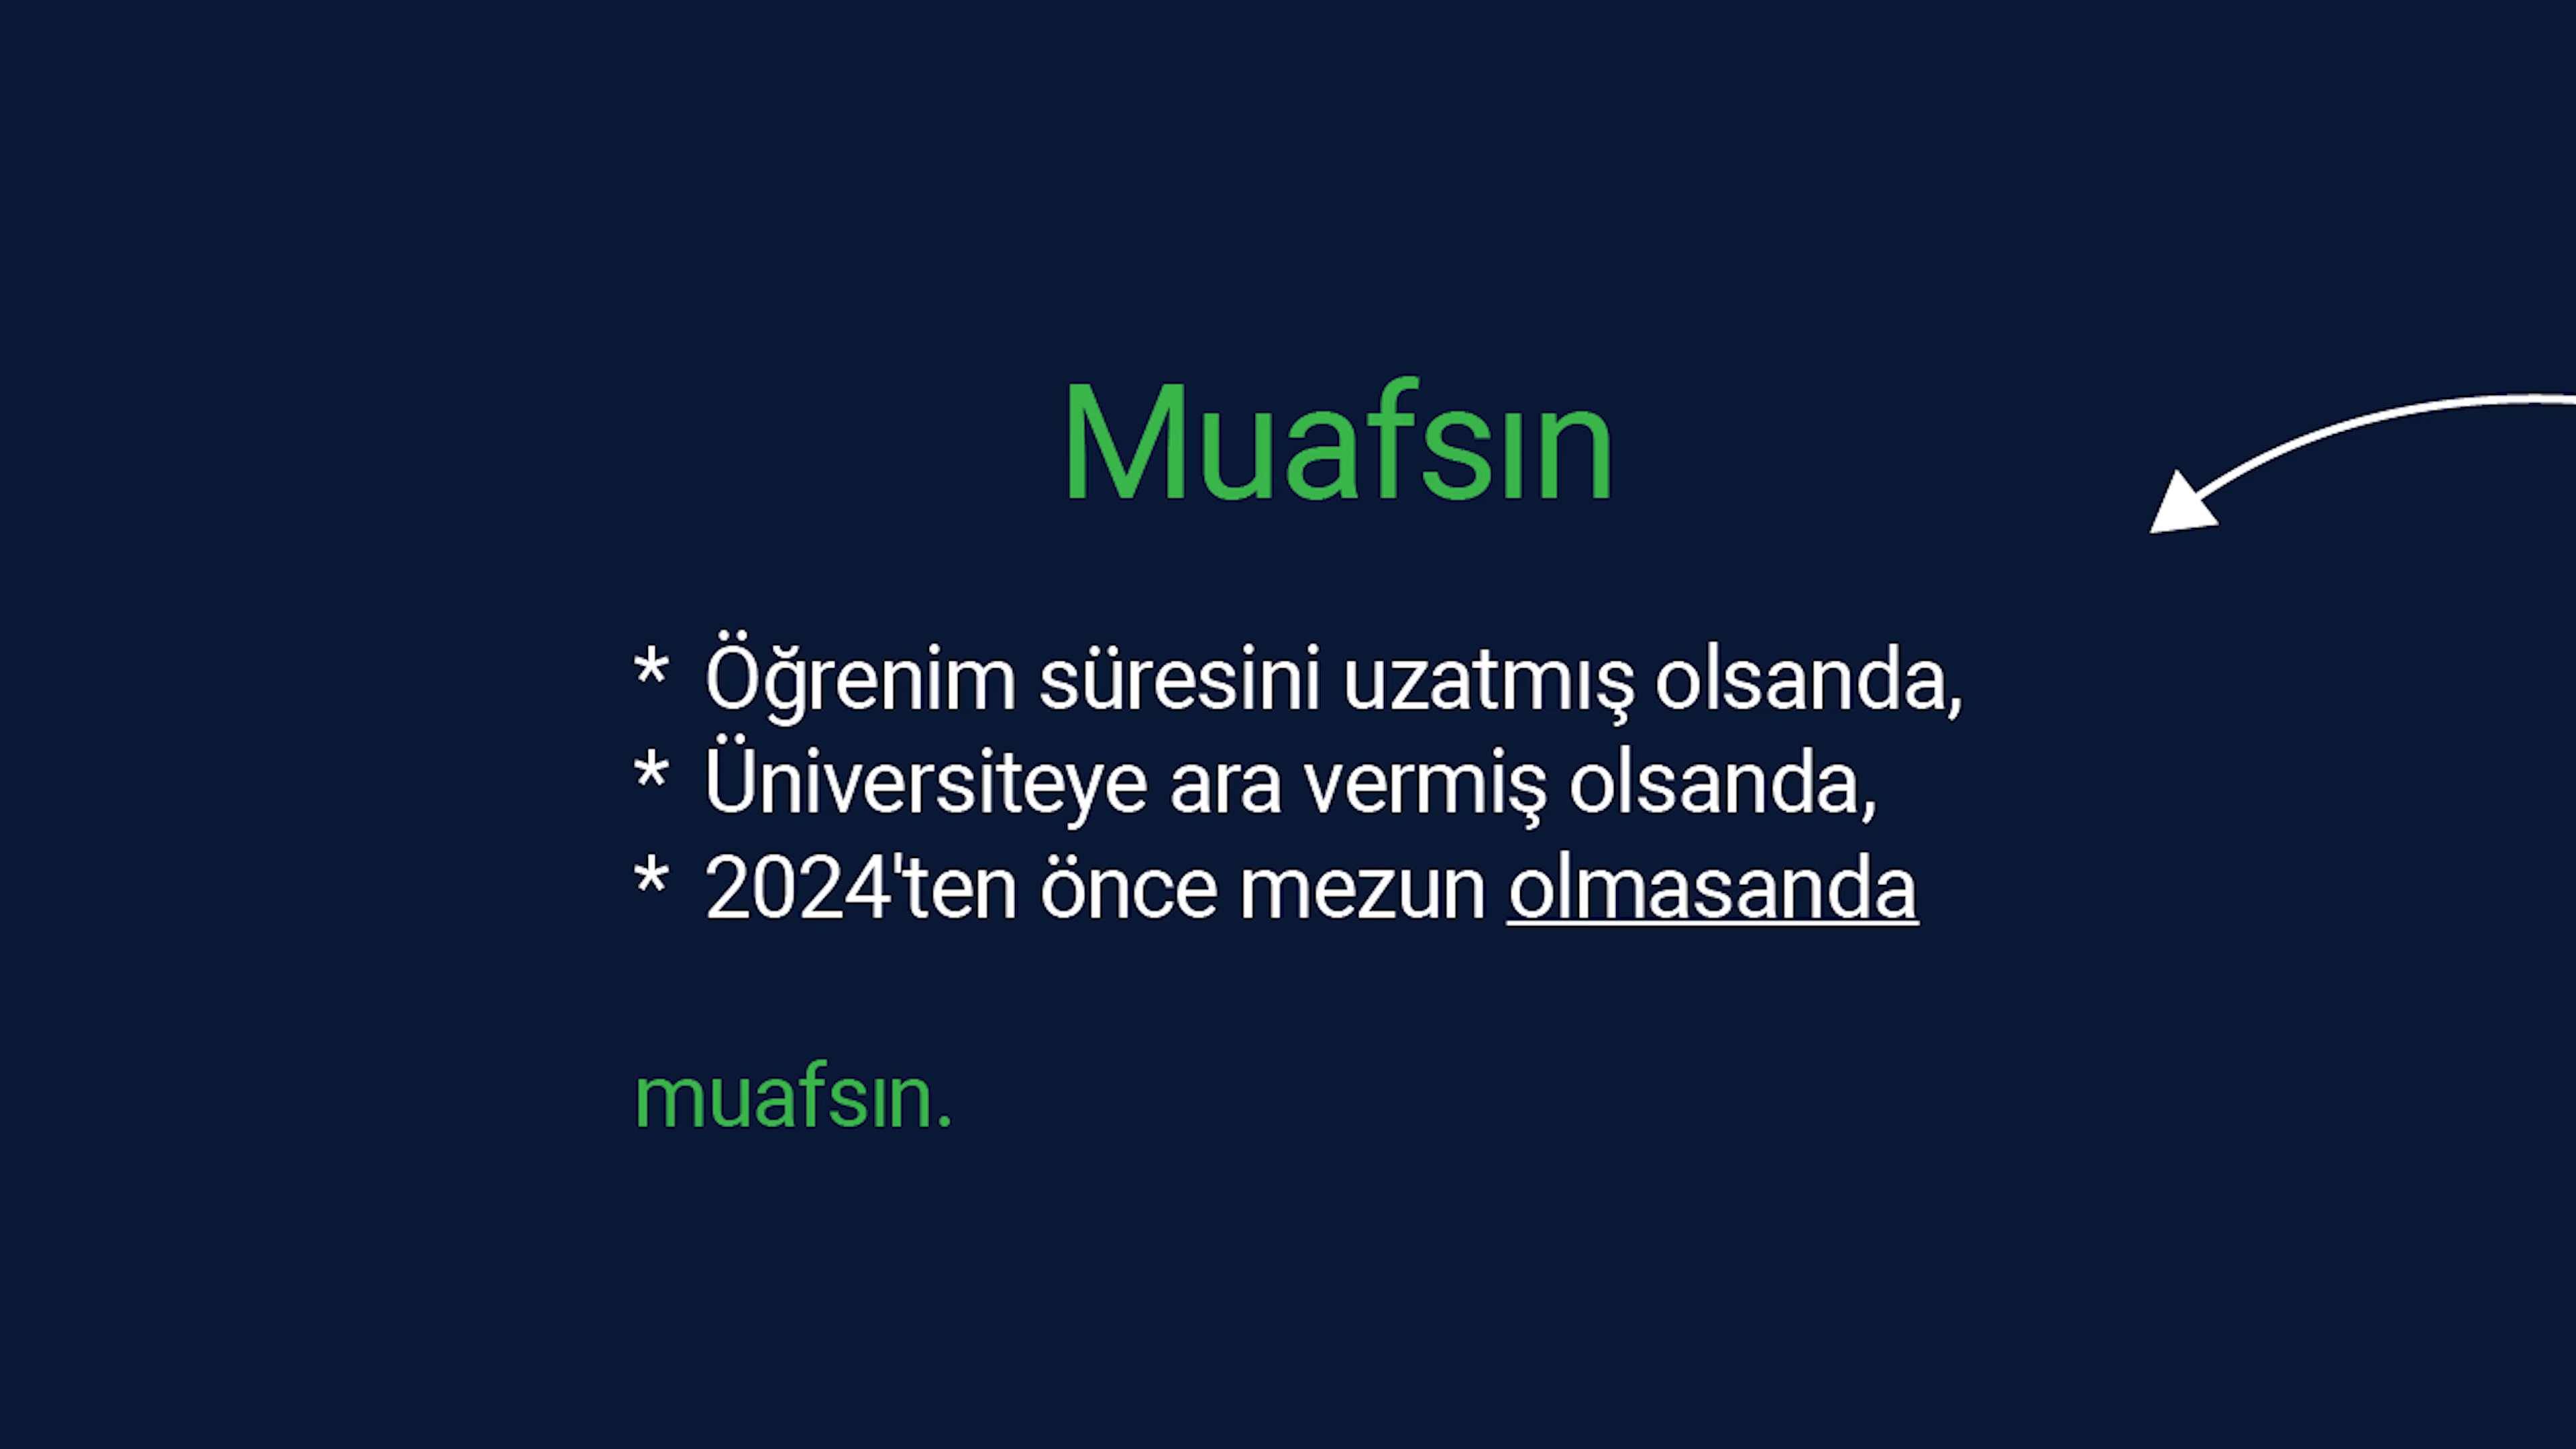 Muafsın
* Öğrenim süresini uzatmış olsanda,
* Üniversiteye ara vermiş olsanda,
* 2024'ten önce mezun olmasanda
muafsın.